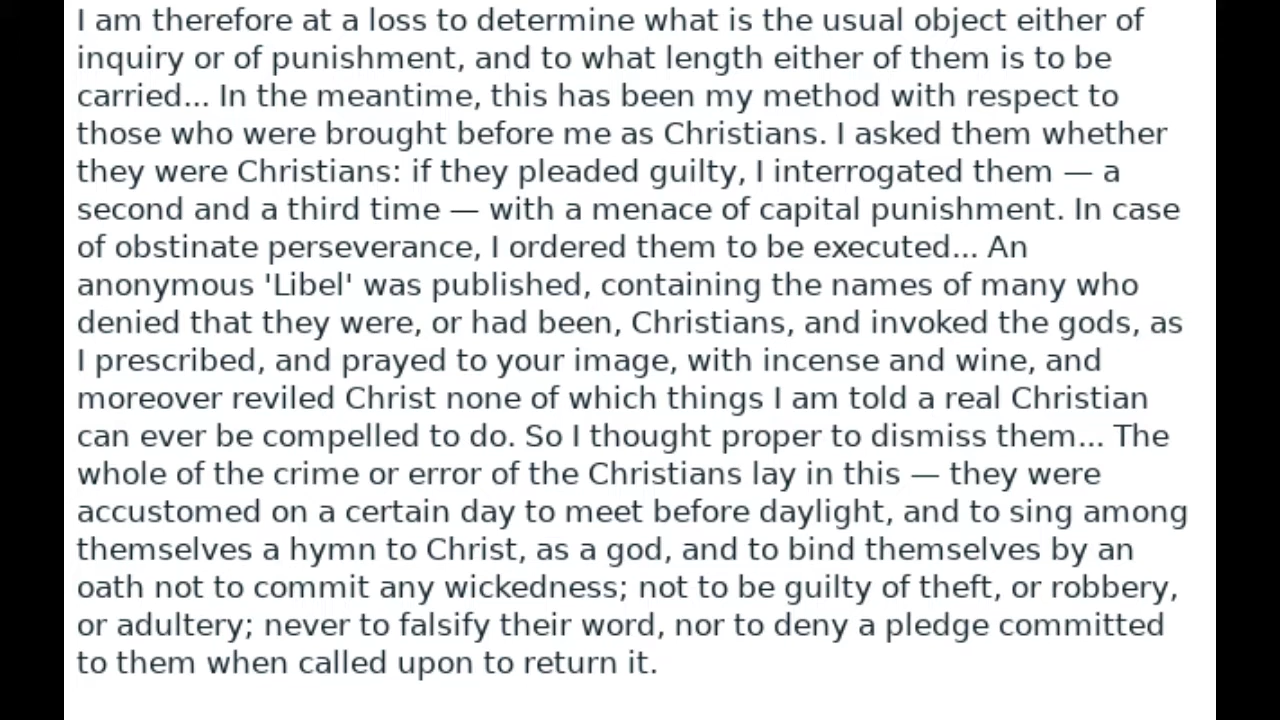 I am therefore at a loss to determine what is the usual object either of
inquiry or of punishment, and to what length either of them is to be
carried... In the meantime, this has been my method with respect to
those who were brought before me as Christians. I asked them whether
they were Christians: if they pleaded guilty, I interrogated them — a
second and a third time — with a menace of capital punishment. In case
of obstinate perseverance, I ordered them to be executed... An
anonymous 'Libel' was published, containing the names of many who
denied that they were, or had been, Christians, and invoked the gods, as
I prescribed, and prayed to your image, with incense and wine, and
moreover reviled Christ none of which things I am told a real Christian
can ever be compelled to do. So I thought proper to dismiss them... The
whole of the crime or error of the Christians lay in this — they were
accustomed on a certain day to meet before daylight, and to sing among
themselves a hymn to Christ, as a god, and to bind themselves by an
oath not to commit any wickedness; not to be guilty of theft, or robbery,
or adultery; never to falsify their word, nor to deny a pledge committed
to them when called upon to return it.